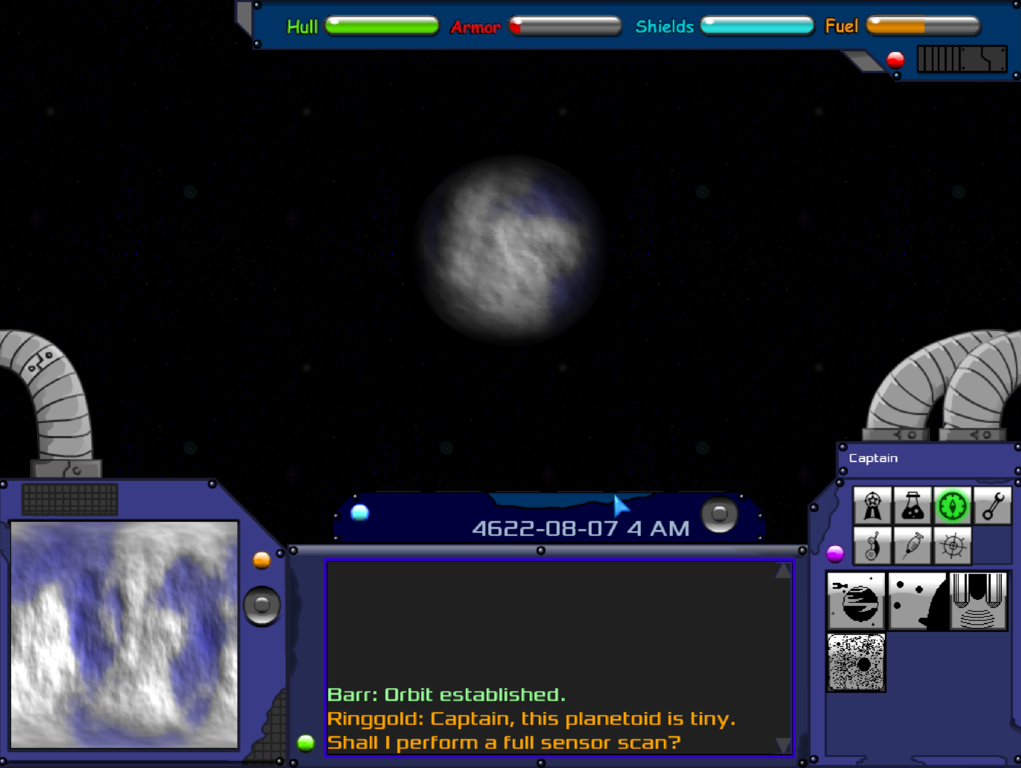 Hull Armor Shields Fuel
Captain
4622-08-07 4 AM
Barr: Orbit established.
Ringgold: Captain, this planetoid is tiny.
Shall I perform a full sensor scan?